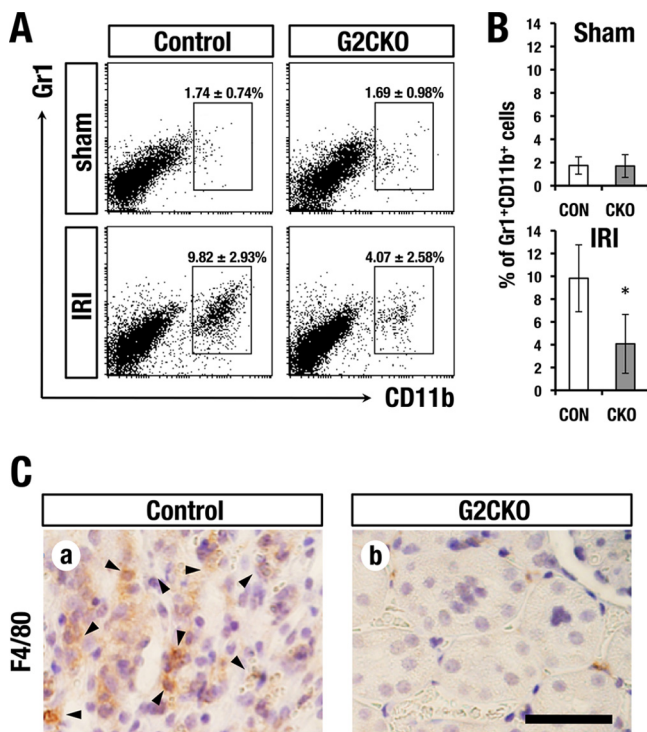 A
Control
G2CKO
Gr1
sham
1.74 ± 0.74%
1.69 ± 0.98%
IRI
9.82 ± 2.93%
4.07 ± 2.58%
CD11b
B
Sham
% of Gr1+CD11b+ cells
14
12
10
8
6
4
2
0
CON CKO
IRI
14
12
10
8
6
4
2
0
*
CON CKO
C
Control
G2CKO
F4/80
a
b